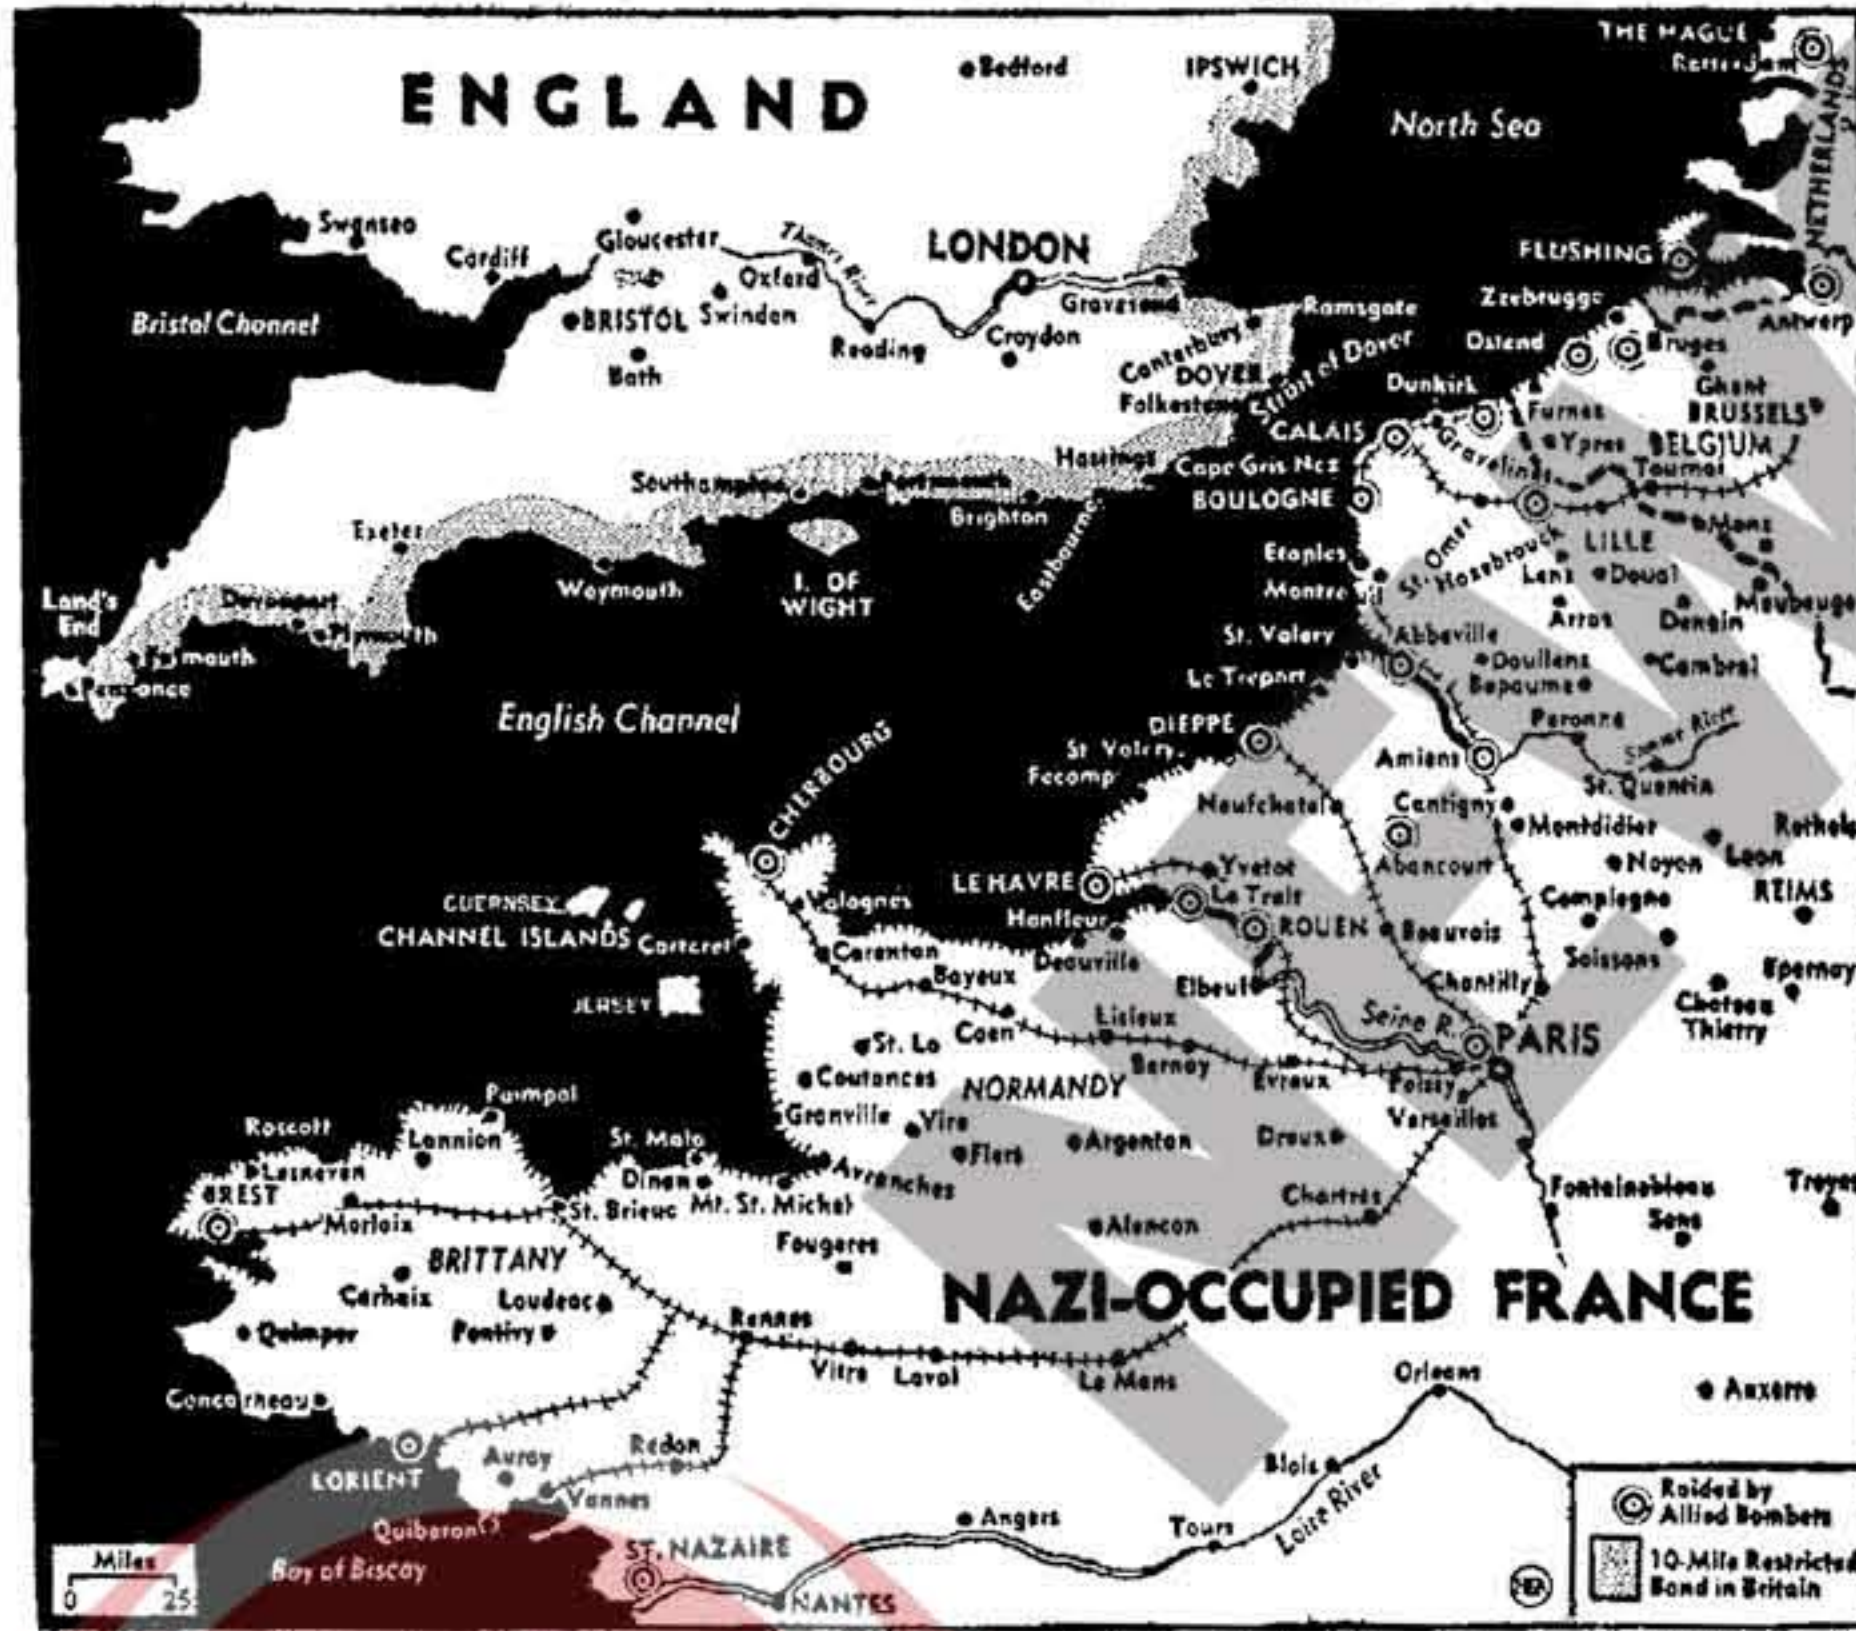 ENGLAND
Bedford
IPSWICH
THE HAGUE
Rotterdam
North Sea
NETHERLANDS
Swansea
Cardiff
Gloucester
Thames River
Oxford
LONDON
Gravesend
FLUSHING
Bristol Channel
BRISTOL
Swindon
Reading
Croydon
Canterbury
Ramsgate
Zeebrugge
Antwerp
Bath
DOVER
Strait of Dover
Ostend
Bruges
Folkestone
Dunkirk
Ghent
Furnes
BRUSSELS
CALAIS
Gravelines
Ypres
BELGIUM
Hastings
Cape Gris Nez
Tournai
Southampton
Portsmouth
Brighton
BOULOGNE
Exeter
Eastbourne
Mons
St. Omer
Hazebrouck
LILLE
Etaples
Lens
Douai
Weymouth
I. OF
WIGHT
Land's
End
Devonport
Plymouth
Arras
Denain
Maubeuge
St. Valery
Abbeville
Doullens
Cambrai
Penzance
Le Treport
Bapaume
English Channel
CHERBOURG
DIEPPE
Peronne
Somme River
St Valery
Amiens
Fecamp
St. Quentin
Neufchatel
Cantigny
Montdidier
Abancourt
Noyon
Laon
LE HAVRE
Yvetot
Compiegne
REIMS
GUERNSEY
Valognes
Le Trait
Honfleur
ROUEN
Beauvais
CHANNEL ISLANDS
Carteret
Carentan
Deauville
Soissons
Bayeux
Elbeuf
Chantilly
Epernay
JERSEY
Chateau
Thierry
Caen
Lisieux
Seine R.
PARIS
St. Lo
Bernay
Evreux
Poissy
Coutances
NORMANDY
Versailles
Paimpol
Granville
Vire
Roscoff
Lannion
St. Malo
Flers
Argentan
Dreux
Lesneven
Dinan
Avranches
BREST
Morlaix
St. Brieuc
Mt. St. Michel
Chartres
Fontainebleau
Troyes
Alencon
Sens
BRITTANY
Fougeres
Carhaix
Loudeac
NAZI-OCCUPIED FRANCE
Quimper
Pontivy
Rennes
Vitre
Laval
Le Mans
Orleans
Auxerre
Concarneau
LORIENT
Auray
Redon
Blois
Vannes
Loire River
Quiberon
Angers
Tours
Raided by
Allied Bombers
Miles
0 25
Bay of Biscay
ST. NAZAIRE
NANTES
10-Mile Restricted
Band in Britain
NEA